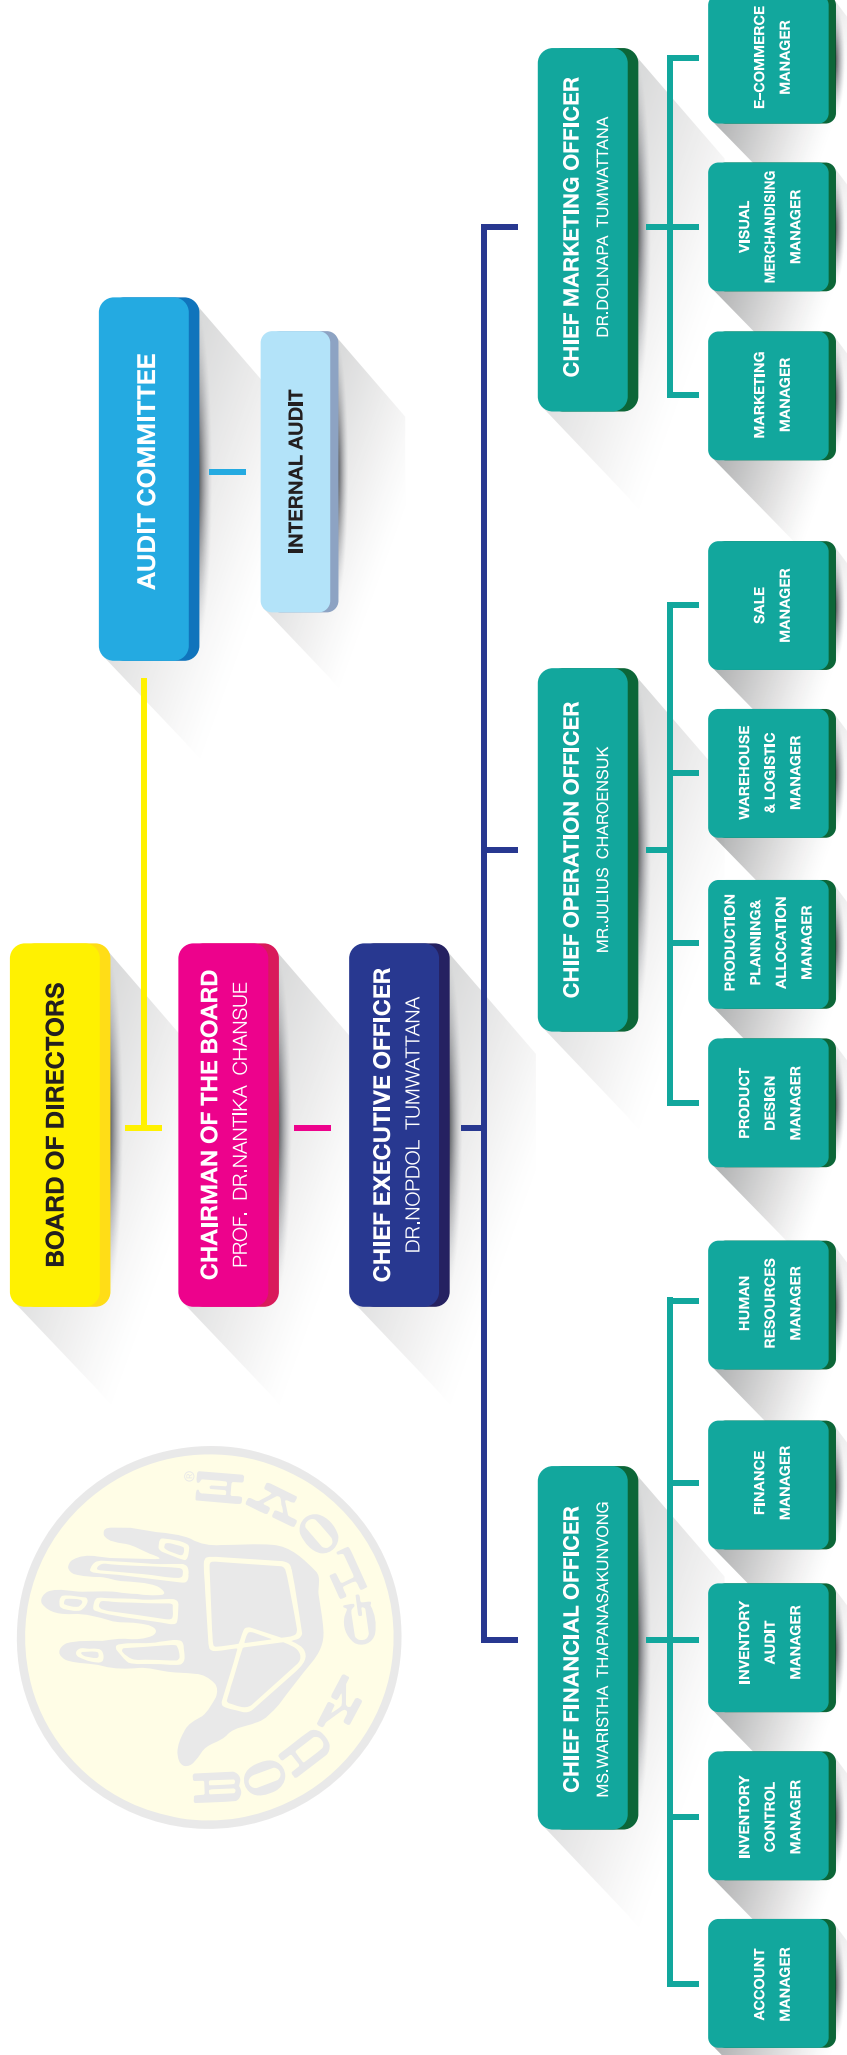 BOARD OF DIRECTORS
AUDIT COMMITTEE
CHAIRMAN OF THE BOARD
PROF. DR.NANTIKA CHANSUE
INTERNAL AUDIT
CHIEF EXECUTIVE OFFICER
DR.NOPDOL TUMWATTANA
BODY GLOVE®
CHIEF FINANCIAL OFFICER
MS.WARISTHA THAPANASAKUNVONG
CHIEF OPERATION OFFICER
MR.JULIUS CHAROENSUK
CHIEF MARKETING OFFICER
DR.DOLNAPA TUMWATTANA
ACCOUNT
MANAGER
INVENTORY
CONTROL
MANAGER
INVENTORY
AUDIT
MANAGER
FINANCE
MANAGER
HUMAN
RESOURCES
MANAGER
PRODUCT
DESIGN
MANAGER
PRODUCTION
PLANNING&
ALLOCATION
MANAGER
WAREHOUSE
& LOGISTIC
MANAGER
SALE
MANAGER
MARKETING
MANAGER
VISUAL
MERCHANDISING
MANAGER
E-COMMERCE
MANAGER